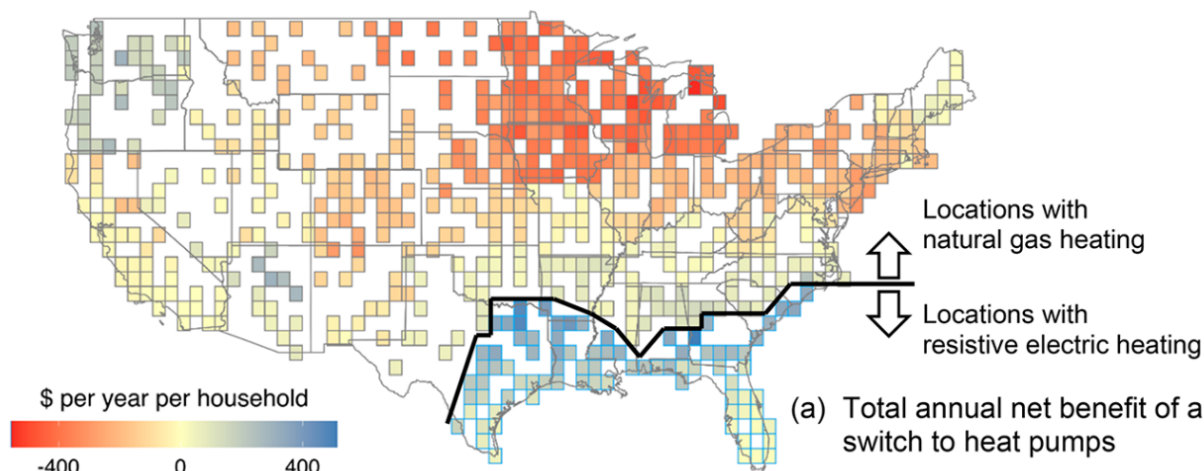 Locations with
natural gas heating
Locations with
resistive electric heating
$ per year per household
-400 0 400
(a) Total annual net benefit of a
switch to heat pumps